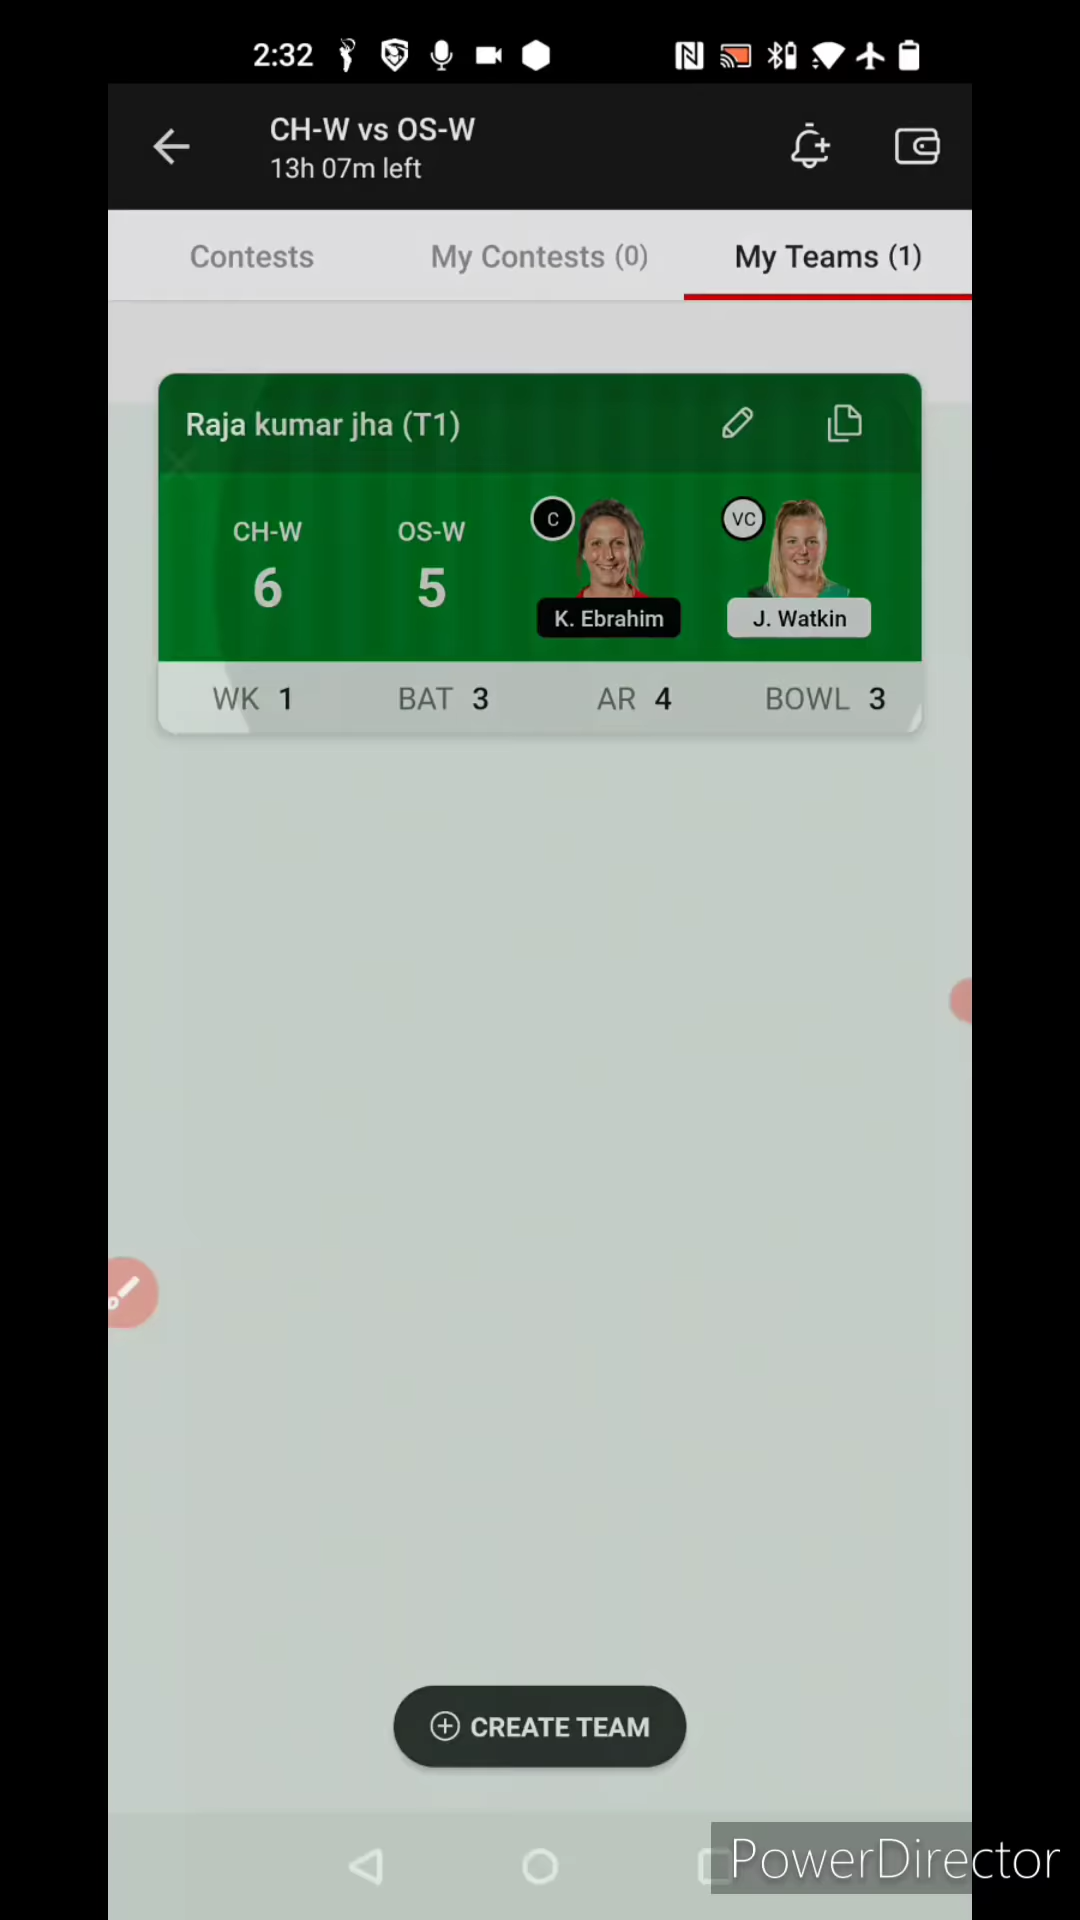 2:32
CH-W vs OS-W
13h 07m left
Contests My Contests (0) My Teams (1)
Raja kumar jha (T1)
CH-W OS-W C VC
6 5
K. Ebrahim J. Watkin
WK 1 BAT 3 AR 4 BOWL 3
CREATE TEAM
PowerDirector